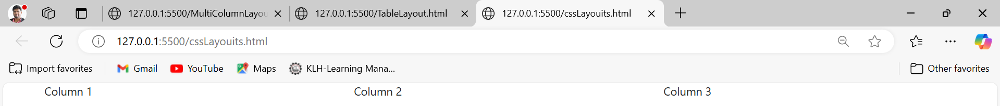 127.0.0.1:5500/MultiColumnLayou 127.0.0.1:5500/TableLayout.html 127.0.0.1:5500/cssLayouits.html
127.0.0.1:5500/cssLayouits.html
Import favorites Gmail YouTube Maps KLH-Learning Mana... Other favorites
Column 1 Column 2 Column 3